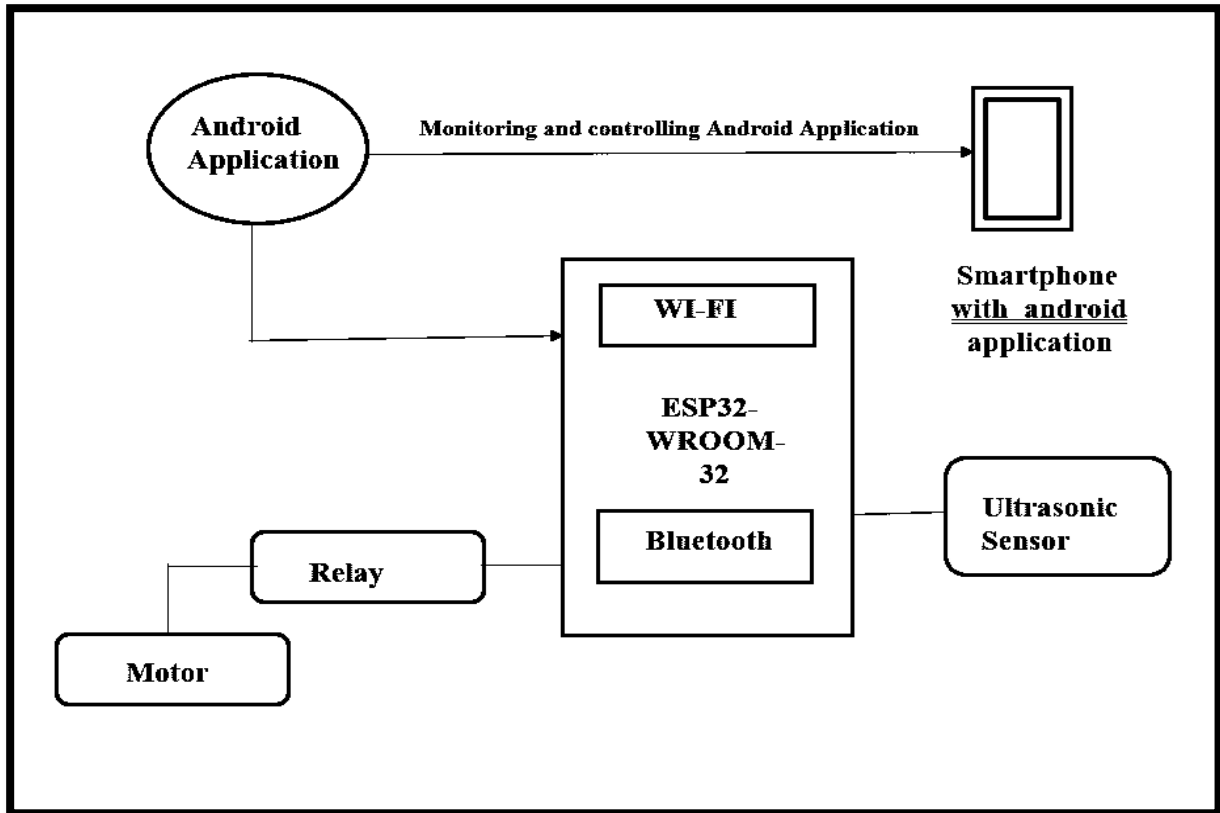 Android
Application
Monitoring and controlling Android Application
Smartphone
with android
application
WI-FI
ESP32-
WROOM-
32
Bluetooth
Ultrasonic
Sensor
Relay
Motor